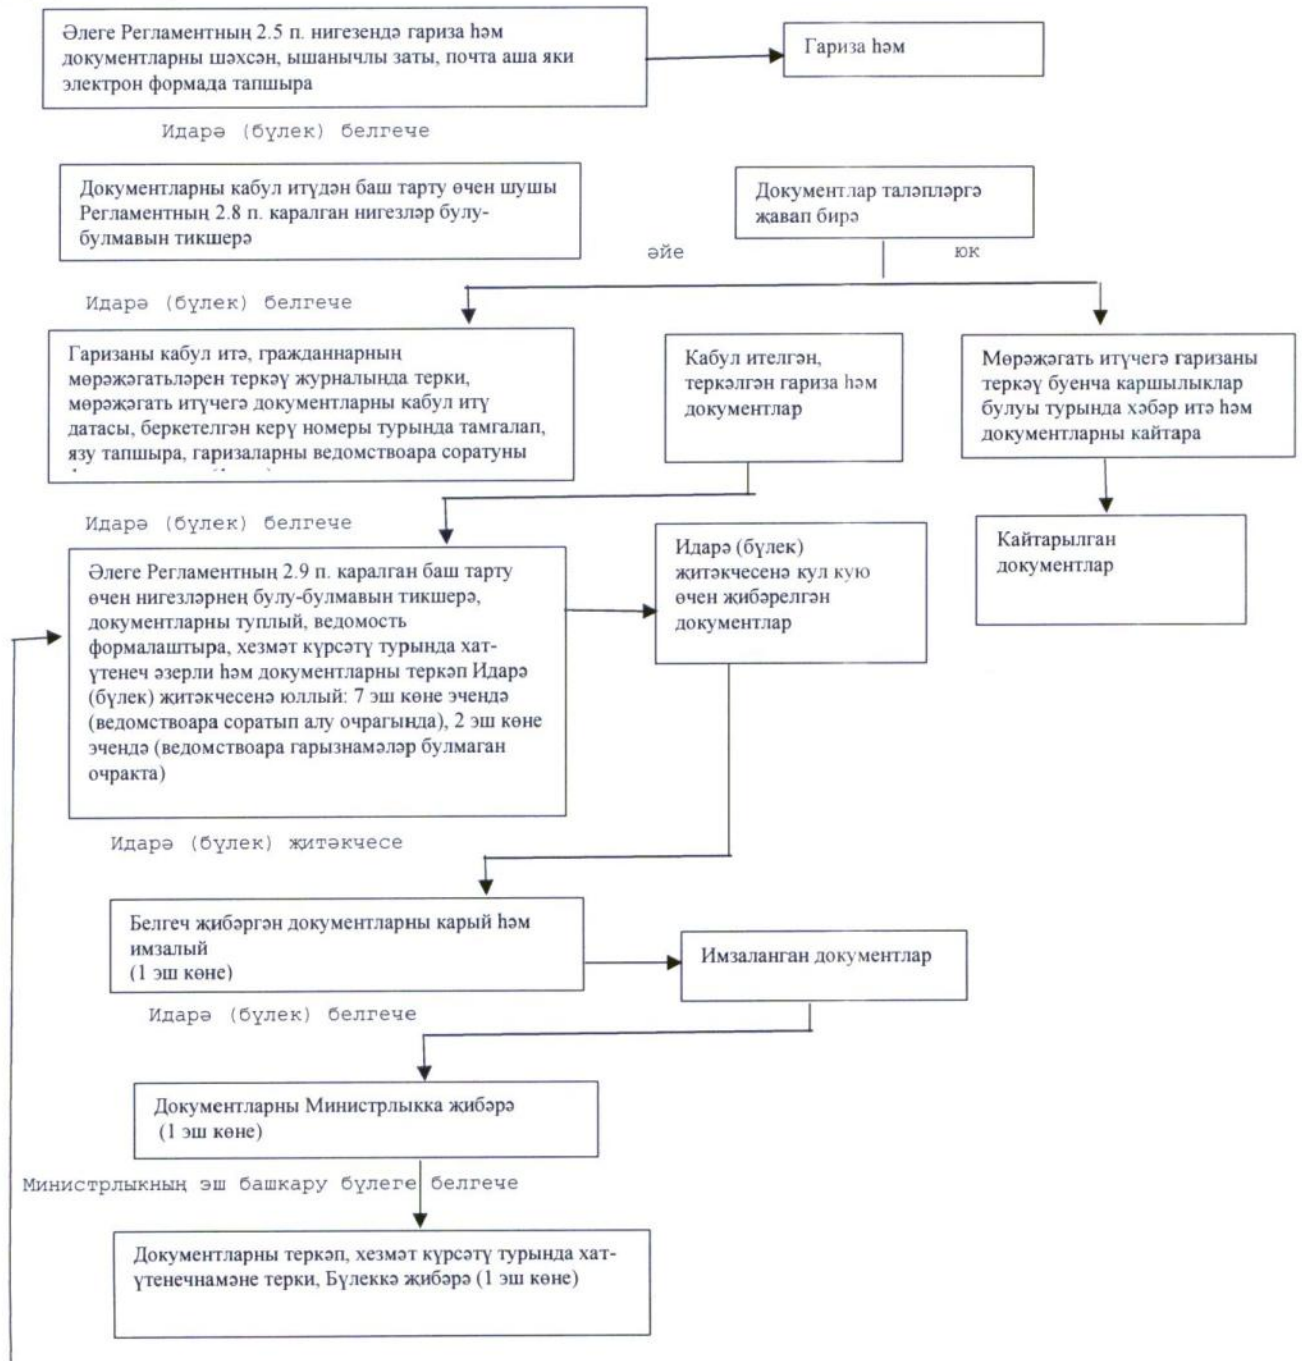 Әлеге Регламентның 2.5 п. нигезендә гариза һәм
документларны шәхсән, ышанычлы заты, почта аша яки
электрон формада тапшыра
Гариза һәм
Идарә (бүлек) белгече
Документларны кабул итүдән баш тарту өчен шушы
Регламентның 2.8 п. каралган нигезләр булу-
булмавын тикшерә
Документлар таләпләргә
җавап бирә
әйе
юк
Идарә (бүлек) белгече
Гаризаны кабул итә, гражданнарның
мөрәҗәгатьләрен теркәү журналында терки,
мөрәҗәгать итүчегә документларны кабул итү
датасы, беркетелгән керү номеры турында тамгалап,
язу тапшыра, гаризаларны ведомствоара соратуны
Кабул ителгән,
теркәлгән гариза һәм
документлар
Мөрәҗәгать итүчегә гаризаны
теркәү буенча каршылыклар
булуы турында хәбәр итә һәм
документларны кайтара
Идарә (бүлек) белгече
Әлеге Регламентның 2.9 п. каралган баш тарту
өчен нигезләрнең булу-булмавын тикшерә,
документларны туплый, ведомость
формалаштыра, хезмәт күрсәтү турында хат-
үтенеч әзерли һәм документларны теркәп Идарә
(бүлек) җитәкчесенә юллый: 7 эш көне эчендә
(ведомствоара соратып алу очрагында), 2 эш көне
эчендә (ведомствоара гарызнамәләр булмаган
очракта)
Идарә (бүлек)
җитәкчесенә кул кую
өчен җибәрелгән
документлар
Кайтарылган
документлар
Идарә (бүлек) җитәкчесе
Белгеч җибәргән документларны карый һәм
имзалый
(1 эш көне)
Имзаланган документлар
Идарә (бүлек) белгече
Документларны Министрлыкка җибәрә
(1 эш көне)
Министрлыкның эш башкару бүлеге белгече
Документларны теркәп, хезмәт күрсәтү турында хат-
үтенечнамәне терки, Бүлеккә җибәрә (1 эш көне)